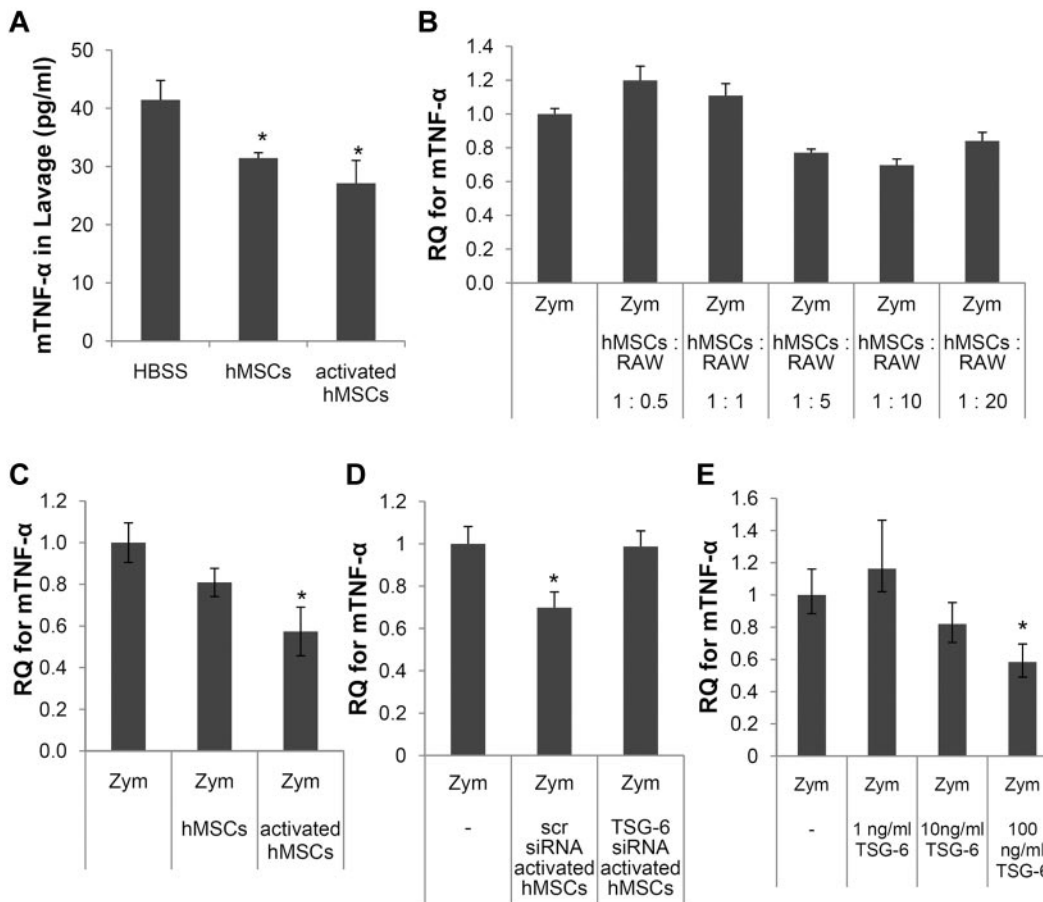 A
mTNF-α in Lavage (pg/ml)
50
40
30
20
10
0
*
*
HBSS
hMSCs
activated
hMSCs
B
RQ for mTNF-α
1.4
1.2
1.0
0.8
0.6
0.4
0.2
0.0
Zym
Zym
Zym
Zym
Zym
Zym
hMSCs :
RAW
1 : 0.5
hMSCs :
RAW
1 : 1
hMSCs :
RAW
1 : 5
hMSCs :
RAW
1 : 10
hMSCs :
RAW
1 : 20
C
RQ for mTNF-α
1.2
1.0
0.8
0.6
0.4
0.2
0.0
*
Zym
Zym
Zym
hMSCs
activated
hMSCs
D
RQ for mTNF-α
1.2
1
0.8
0.6
0.4
0.2
0
*
Zym
Zym
Zym
-
scr
siRNA
activated
hMSCs
TSG-6
siRNA
activated
hMSCs
E
RQ for mTNF-α
1.6
1.4
1.2
1
0.8
0.6
0.4
0.2
0
*
Zym
Zym
Zym
Zym
-
1 ng/ml
TSG-6
10ng/ml
TSG-6
100
ng/ml
TSG-6